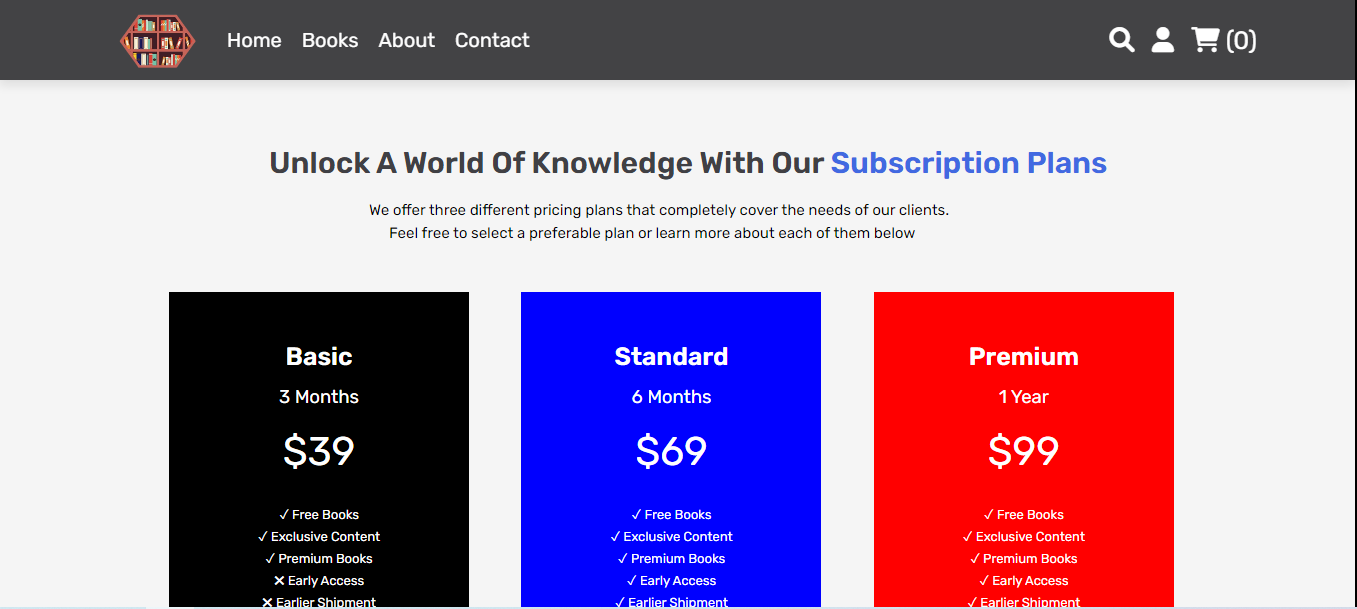 Home Books About Contact (0)
Unlock A World Of Knowledge With Our Subscription Plans
We offer three different pricing plans that completely cover the needs of our clients.
Feel free to select a preferable plan or learn more about each of them below
Basic
3 Months
$39
✓ Free Books
✓ Exclusive Content
✓ Premium Books
✕ Early Access
✕ Earlier Shipment
Standard
6 Months
$69
✓ Free Books
✓ Exclusive Content
✓ Premium Books
✓ Early Access
✓ Earlier Shipment
Premium
1 Year
$99
✓ Free Books
✓ Exclusive Content
✓ Premium Books
✓ Early Access
✓ Earlier Shipment